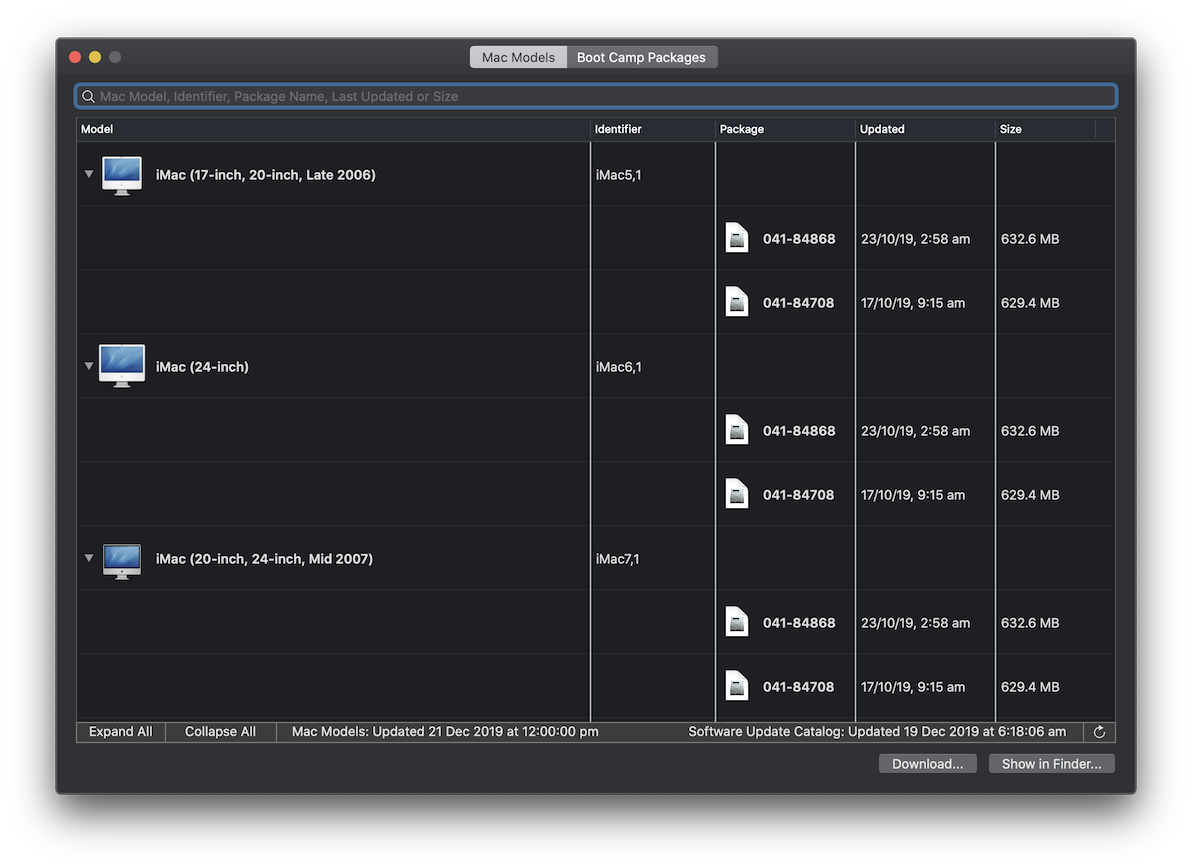 Mac Models Boot Camp Packages
Mac Model, Identifier, Package Name, Last Updated or Size
Model Identifier Package Updated Size
iMac (17-inch, 20-inch, Late 2006) iMac5,1
041-84868 23/10/19, 2:58 am 632.6 MB
041-84708 17/10/19, 9:15 am 629.4 MB
iMac (24-inch) iMac6,1
041-84868 23/10/19, 2:58 am 632.6 MB
041-84708 17/10/19, 9:15 am 629.4 MB
iMac (20-inch, 24-inch, Mid 2007) iMac7,1
041-84868 23/10/19, 2:58 am 632.6 MB
041-84708 17/10/19, 9:15 am 629.4 MB
Expand All Collapse All Mac Models: Updated 21 Dec 2019 at 12:00:00 pm Software Update Catalog: Updated 19 Dec 2019 at 6:18:06 am
Download... Show in Finder...